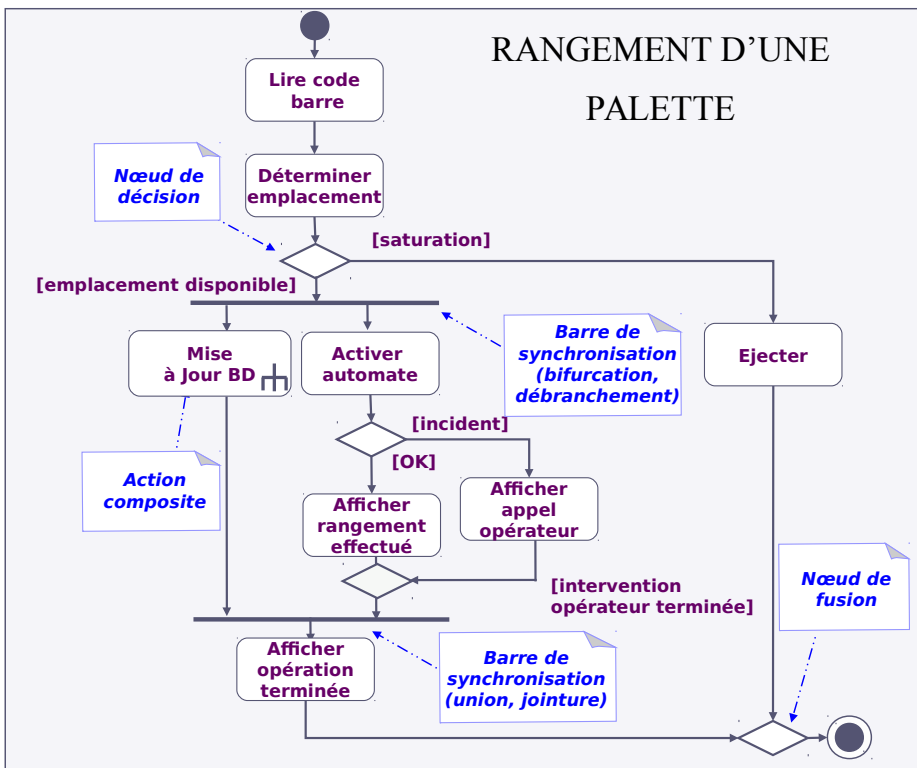 RANGEMENT D’UNE
PALETTE
Lire code
barre
Nœud de
décision
Déterminer
emplacement
[saturation]
[emplacement disponible]
Mise
à Jour BD
Activer
automate
Barre de
synchronisation
(bifurcation,
débranchement)
Ejecter
[incident]
[OK]
Action
composite
Afficher
rangement
effectué
Afficher
appel
opérateur
[intervention
opérateur terminée]
Nœud de
fusion
Afficher
opération
terminée
Barre de
synchronisation
(union, jointure)